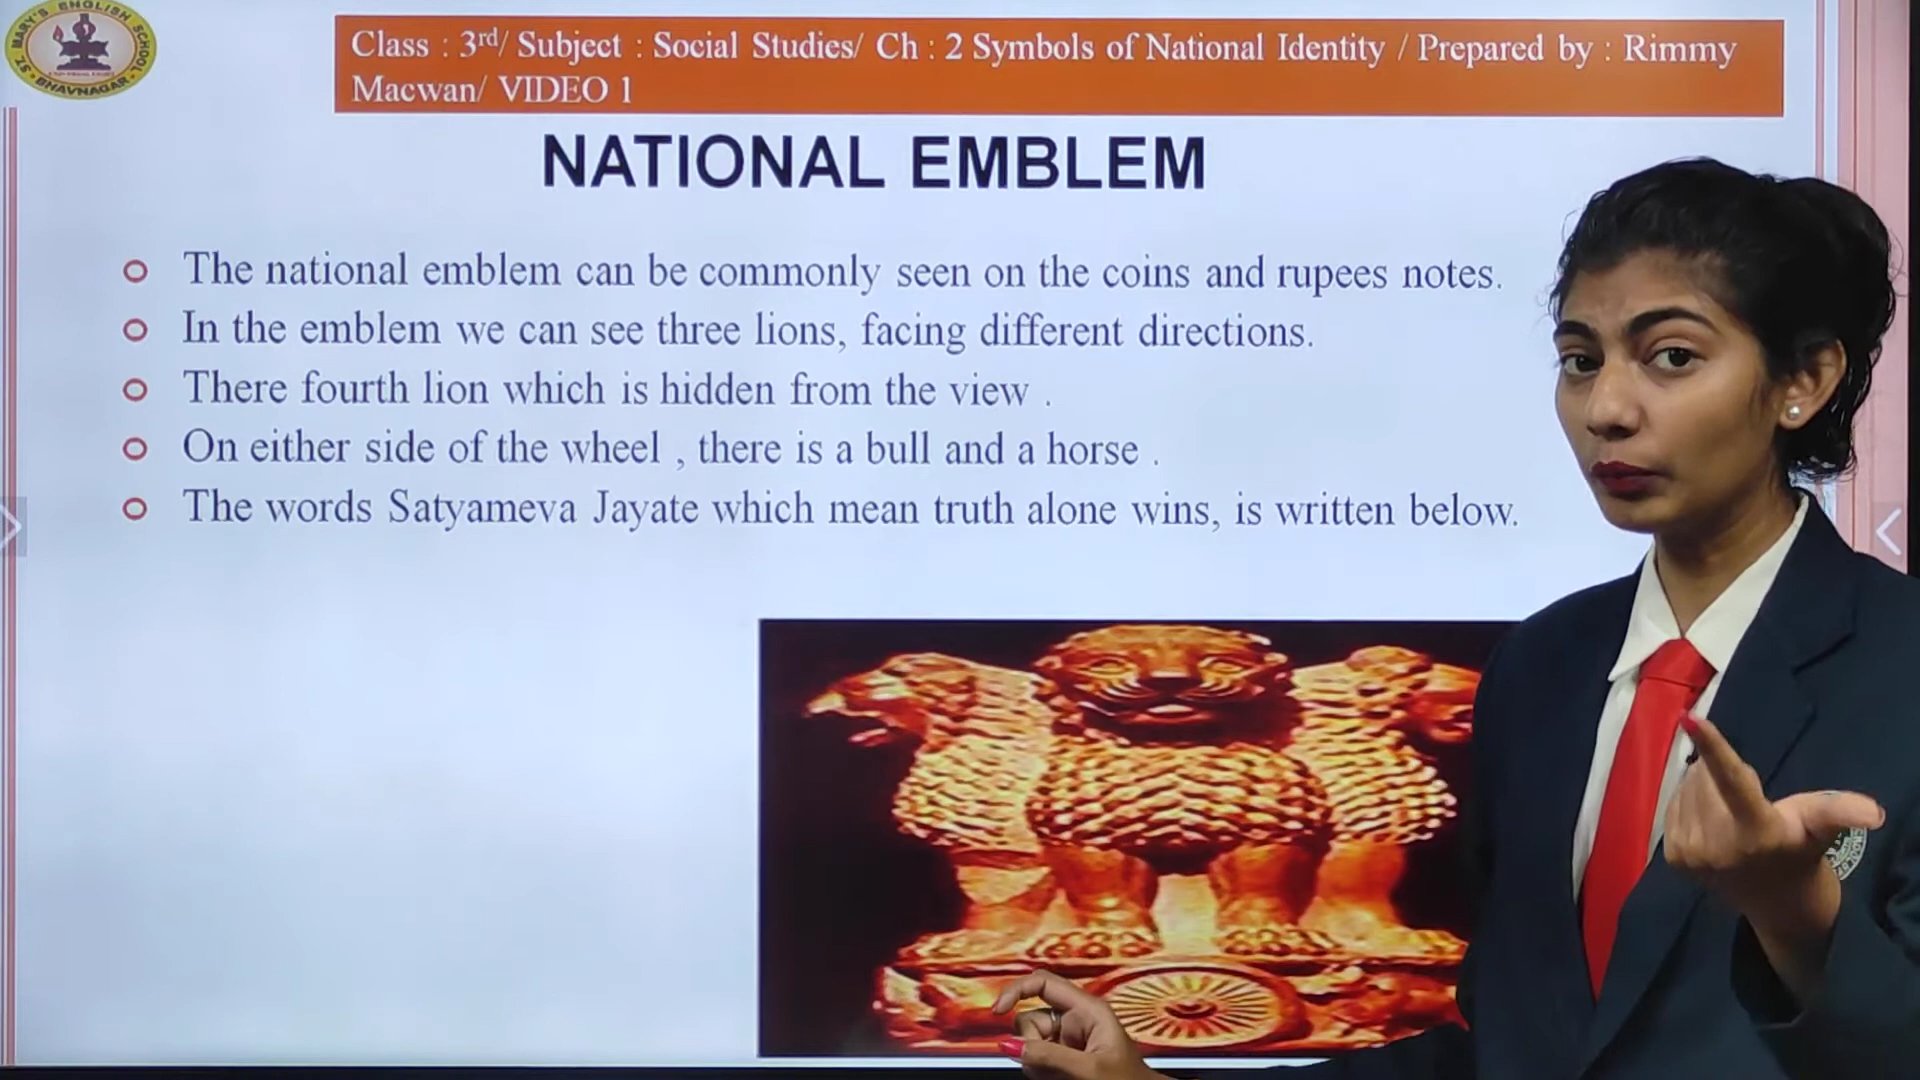 ST. MARY'S ENGLISH SCHOOL
BHAVNAGAR
Class : 3rd/ Subject : Social Studies/ Ch : 2 Symbols of National Identity / Prepared by : Rimmy
Macwan/ VIDEO 1
NATIONAL EMBLEM
The national emblem can be commonly seen on the coins and rupees notes.
In the emblem we can see three lions, facing different directions.
There fourth lion which is hidden from the view .
On either side of the wheel , there is a bull and a horse .
The words Satyameva Jayate which mean truth alone wins, is written below.